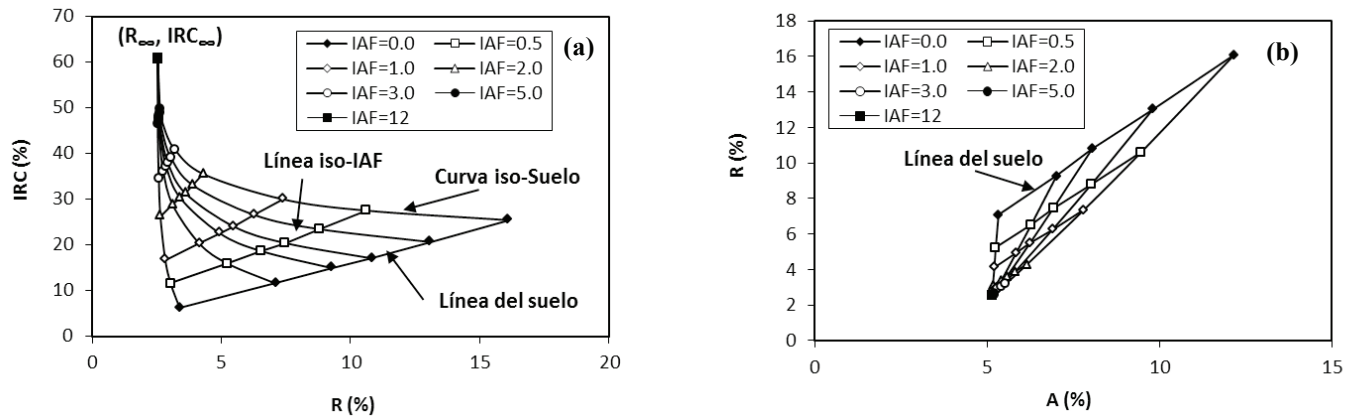 (R∞, IRC∞)
(a)
IAF=0.0 IAF=0.5
IAF=1.0 IAF=2.0
IAF=3.0 IAF=5.0
IAF=12
Línea iso-IAF
Curva iso-Suelo
Línea del suelo
70
60
50
40
30
20
10
0
IRC (%)
0 5 10 15 20
R (%)
(b)
IAF=0.0 IAF=0.5
IAF=1.0 IAF=2.0
IAF=3.0 IAF=5.0
IAF=12
Línea del suelo
18
16
14
12
10
8
6
4
2
0
R (%)
0 5 10 15
A (%)